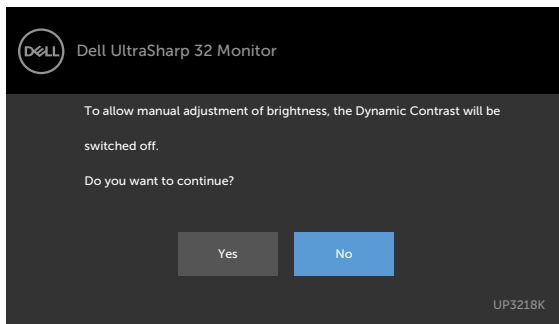 DELL
Dell UltraSharp 32 Monitor
To allow manual adjustment of brightness, the Dynamic Contrast will be
switched off.
Do you want to continue?
Yes
No
UP3218K